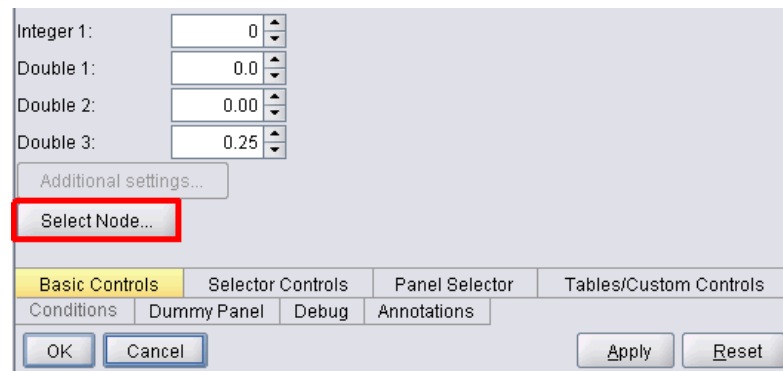 Integer 1: 0
Double 1: 0.0
Double 2: 0.00
Double 3: 0.25
Additional settings...
Select Node...
Basic Controls Selector Controls Panel Selector Tables/Custom Controls
Conditions Dummy Panel Debug Annotations
OK Cancel Apply Reset